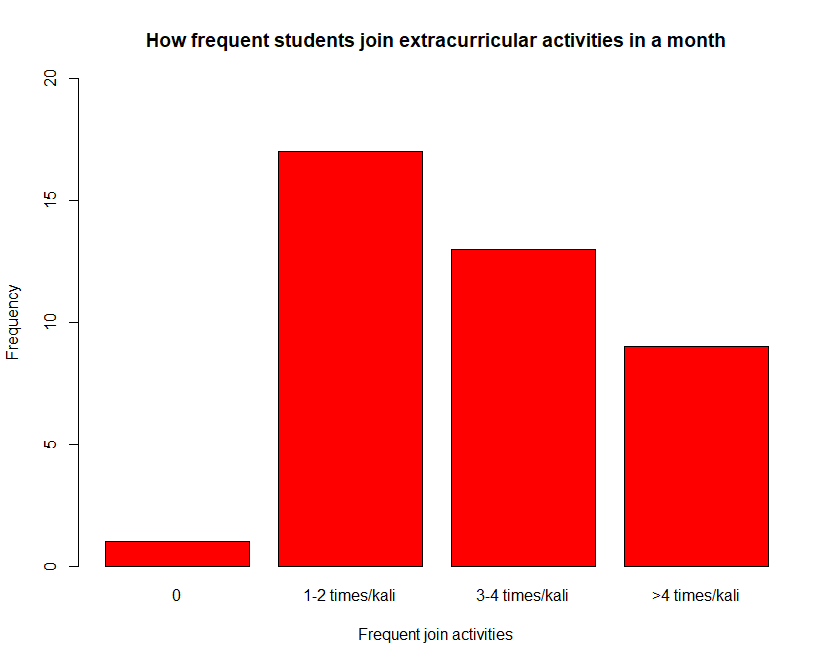 How frequent students join extracurricular activities in a month
Frequency
20
15
10
5
0
0 1-2 times/kali 3-4 times/kali >4 times/kali
Frequent join activities